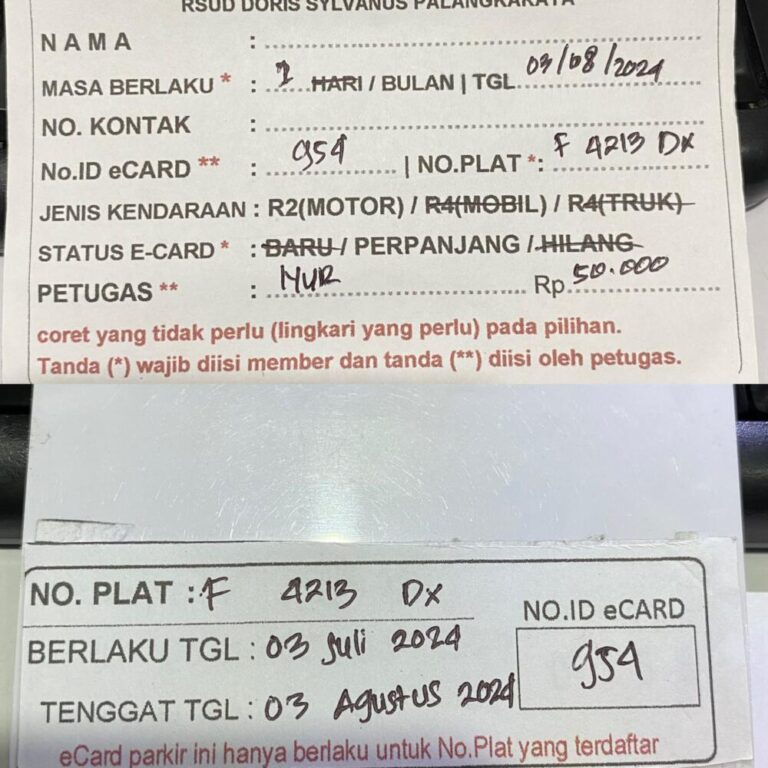 RSUD DORIS SYLVANUS PALANGKARAYA
NAMA :
MASA BERLAKU * : 1 HARI / BULAN | TGL 03/08/2024
NO. KONTAK :
No.ID eCARD ** : 954 | NO.PLAT *: F 4213 DX
JENIS KENDARAAN : R2(MOTOR) / R4(MOBIL) / R4(TRUK)
STATUS E-CARD * : BARU / PERPANJANG / HILANG
PETUGAS ** : NUR Rp. 50.000
coret yang tidak perlu (lingkari yang perlu) pada pilihan.
Tanda (*) wajib diisi member dan tanda (**) diisi oleh petugas.
NO. PLAT : F 4213 DX
NO.ID eCARD
954
BERLAKU TGL : 03 Juli 2024
TENGGAT TGL : 03 Agustus 2024
eCard parkir ini hanya berlaku untuk No.Plat yang terdaftar